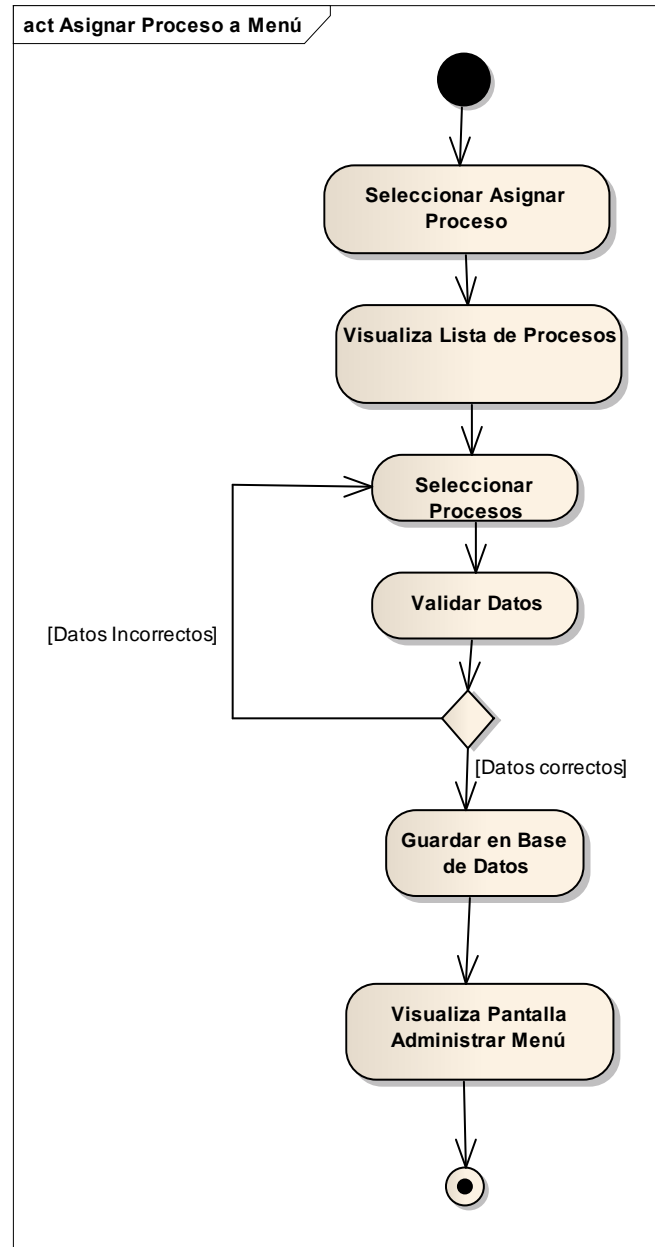 act Asignar Proceso a Menú
Seleccionar Asignar
Proceso
Visualiza Lista de Procesos
Seleccionar
Procesos
Validar Datos
[Datos Incorrectos]
[Datos correctos]
Guardar en Base
de Datos
Visualiza Pantalla
Administrar Menú